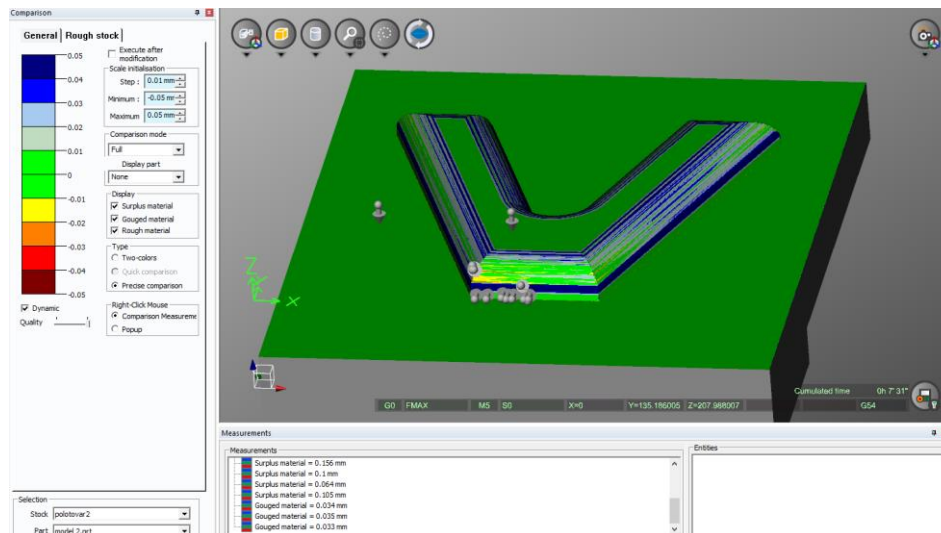 Comparison
General
Rough stock
Execute after
modification
Scale initialisation
Step : 0.01 mm
Minimum : -0.05 mr
Maximum 0.05 mm
0.05
0.04
0.03
0.02
0.01
0
-0.01
-0.02
-0.03
-0.04
-0.05
Comparison mode
Full
Display part
None
Display
Surplus material
Gouged material
Rough material
Type
Two-colors
Quick comparison
Precise comparison
Dynamic
Quality
Right-Click Mouse
Comparison Measureme
Popup
Selection
Stock polotovar2
Part model 2.prt
Z
Y
X
Cumulated time 0h 7' 31"
G0 FMAX M5 S0 X=0 Y=135.186005 Z=207.988007 G54
Measurements
Measurements
Surplus material = 0.156 mm
Surplus material = 0.1 mm
Surplus material = 0.064 mm
Surplus material = 0.105 mm
Gouged material = 0.034 mm
Gouged material = 0.035 mm
Gouged material = 0.033 mm
Entities